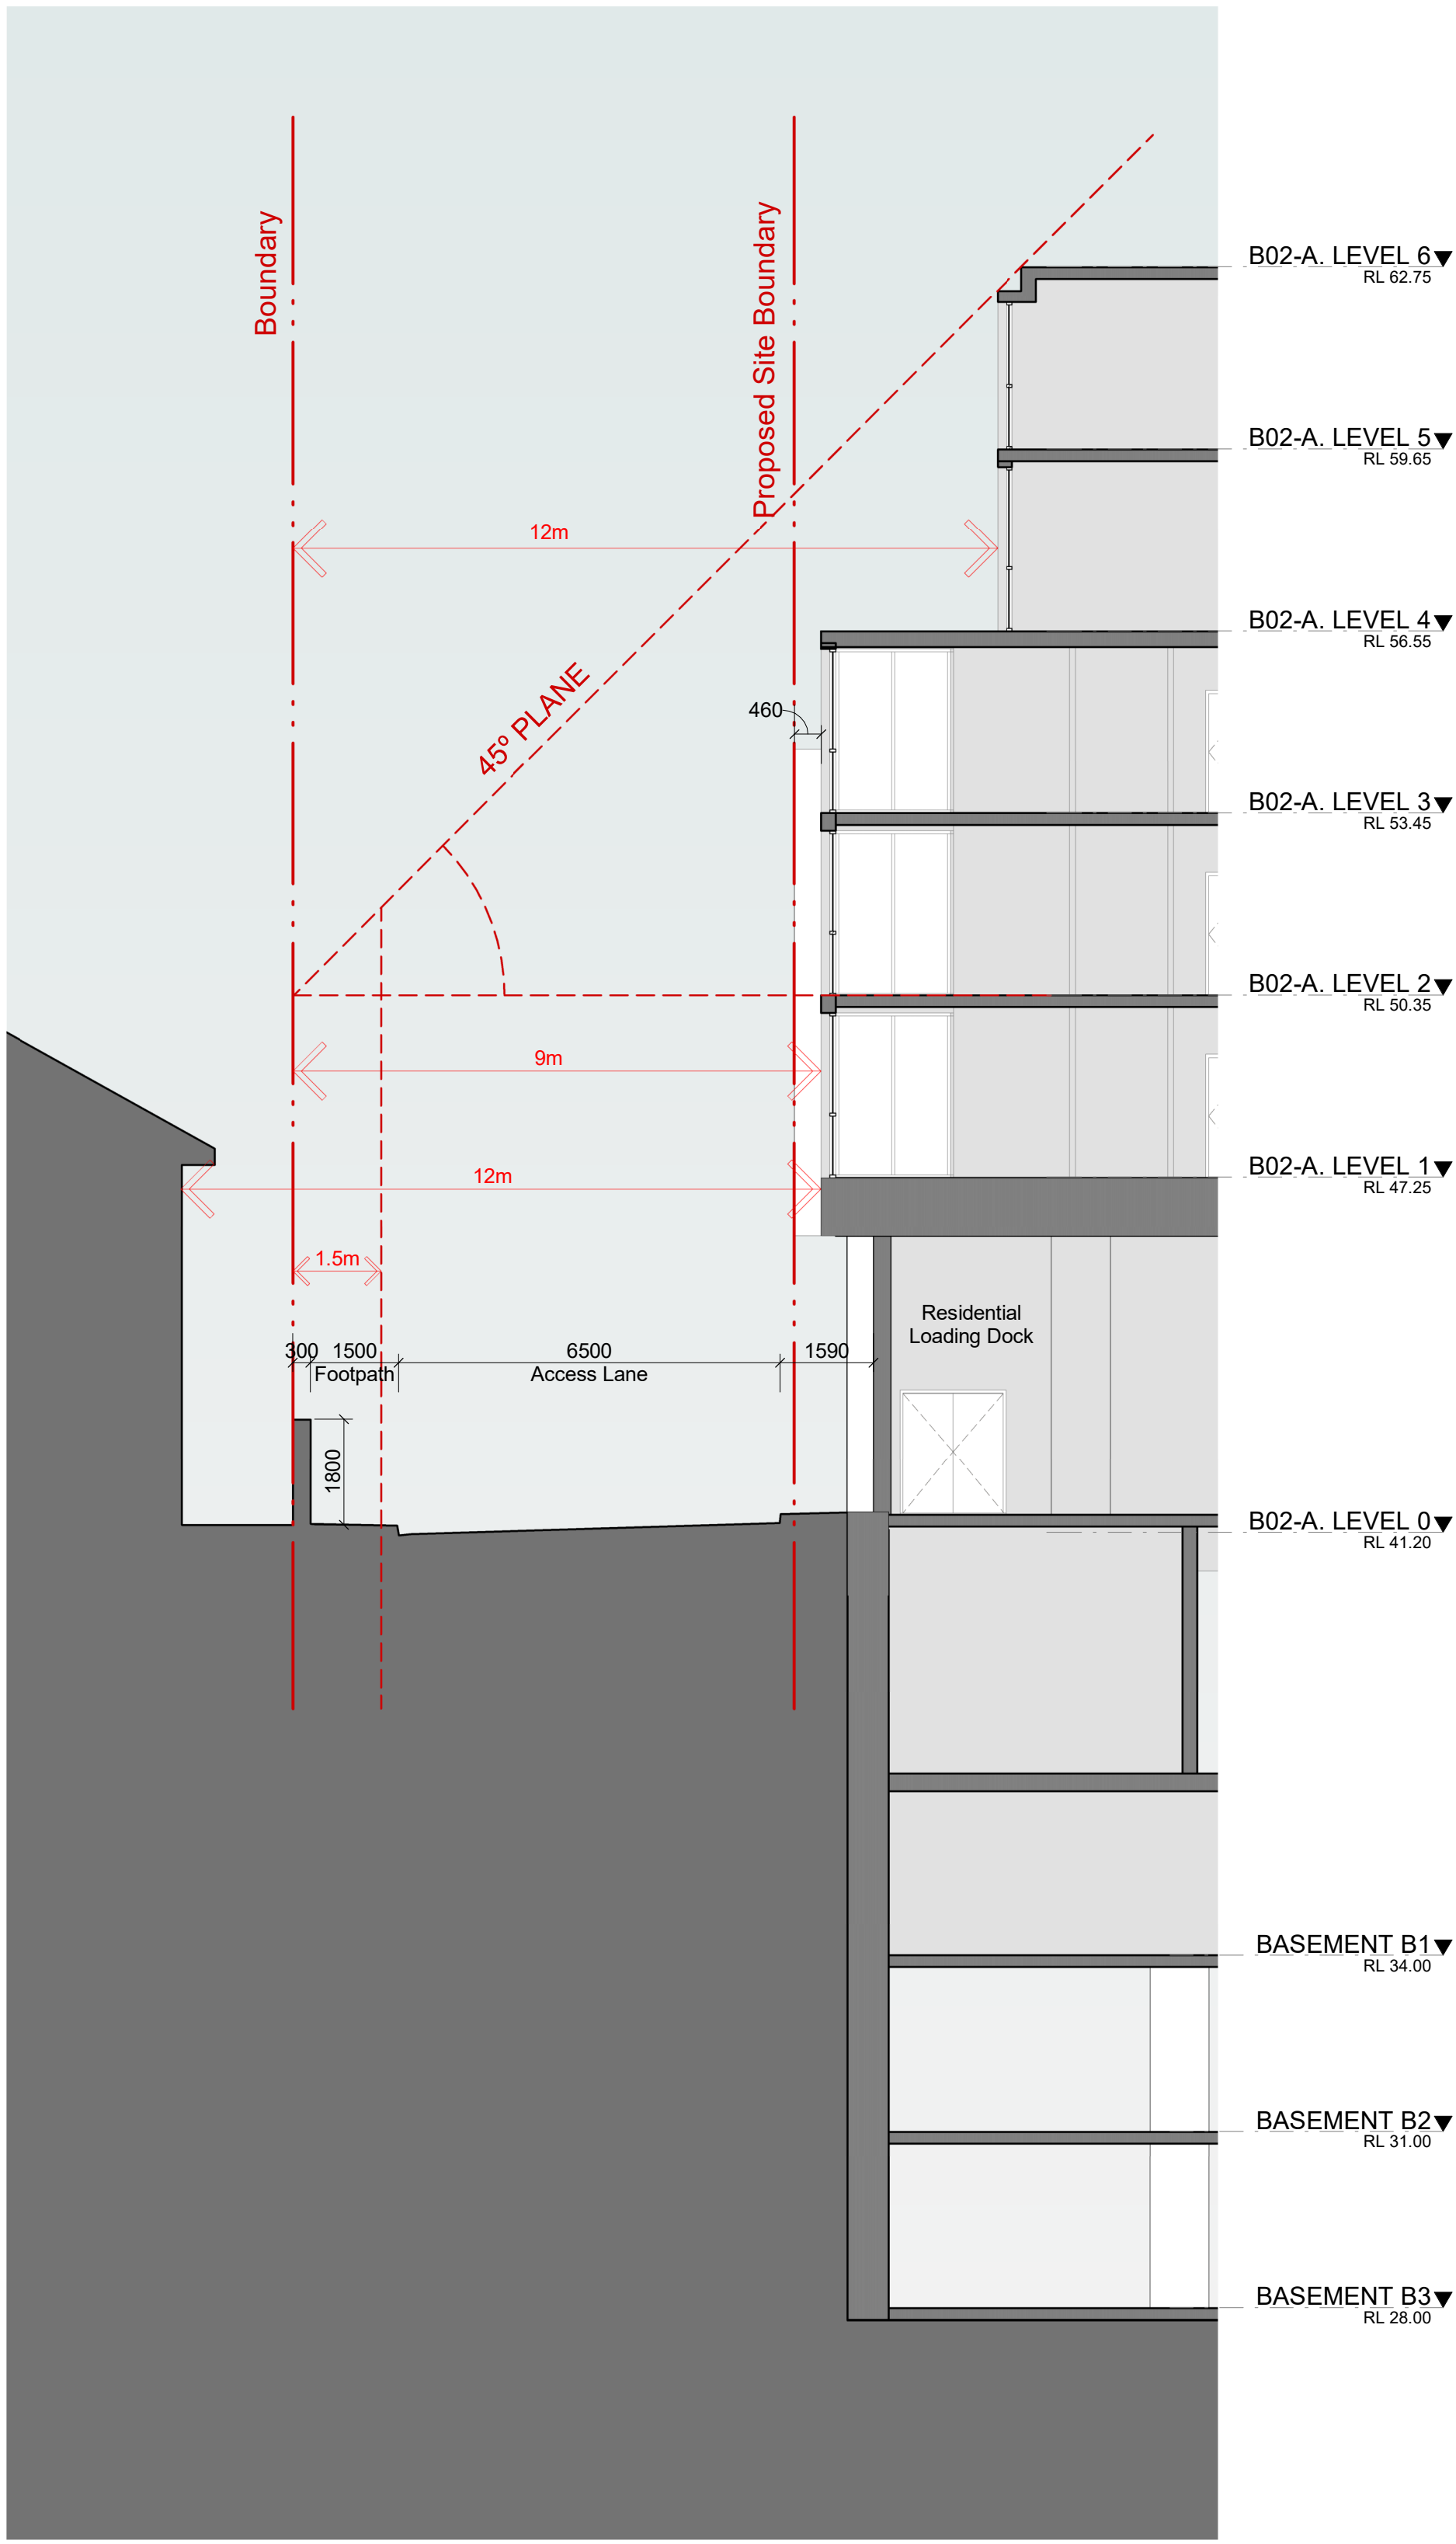 Boundary
Proposed Site Boundary
B02-A. LEVEL 6
RL 62.75
B02-A. LEVEL 5
RL 59.65
12m
B02-A. LEVEL 4
RL 56.55
45º PLANE
460
B02-A. LEVEL 3
RL 53.45
B02-A. LEVEL 2
RL 50.35
9m
B02-A. LEVEL 1
RL 47.25
12m
1.5m
Residential
Loading Dock
300 1500 6500 1590
Footpath Access Lane
1800
B02-A. LEVEL 0
RL 41.20
BASEMENT B1
RL 34.00
BASEMENT B2
RL 31.00
BASEMENT B3
RL 28.00